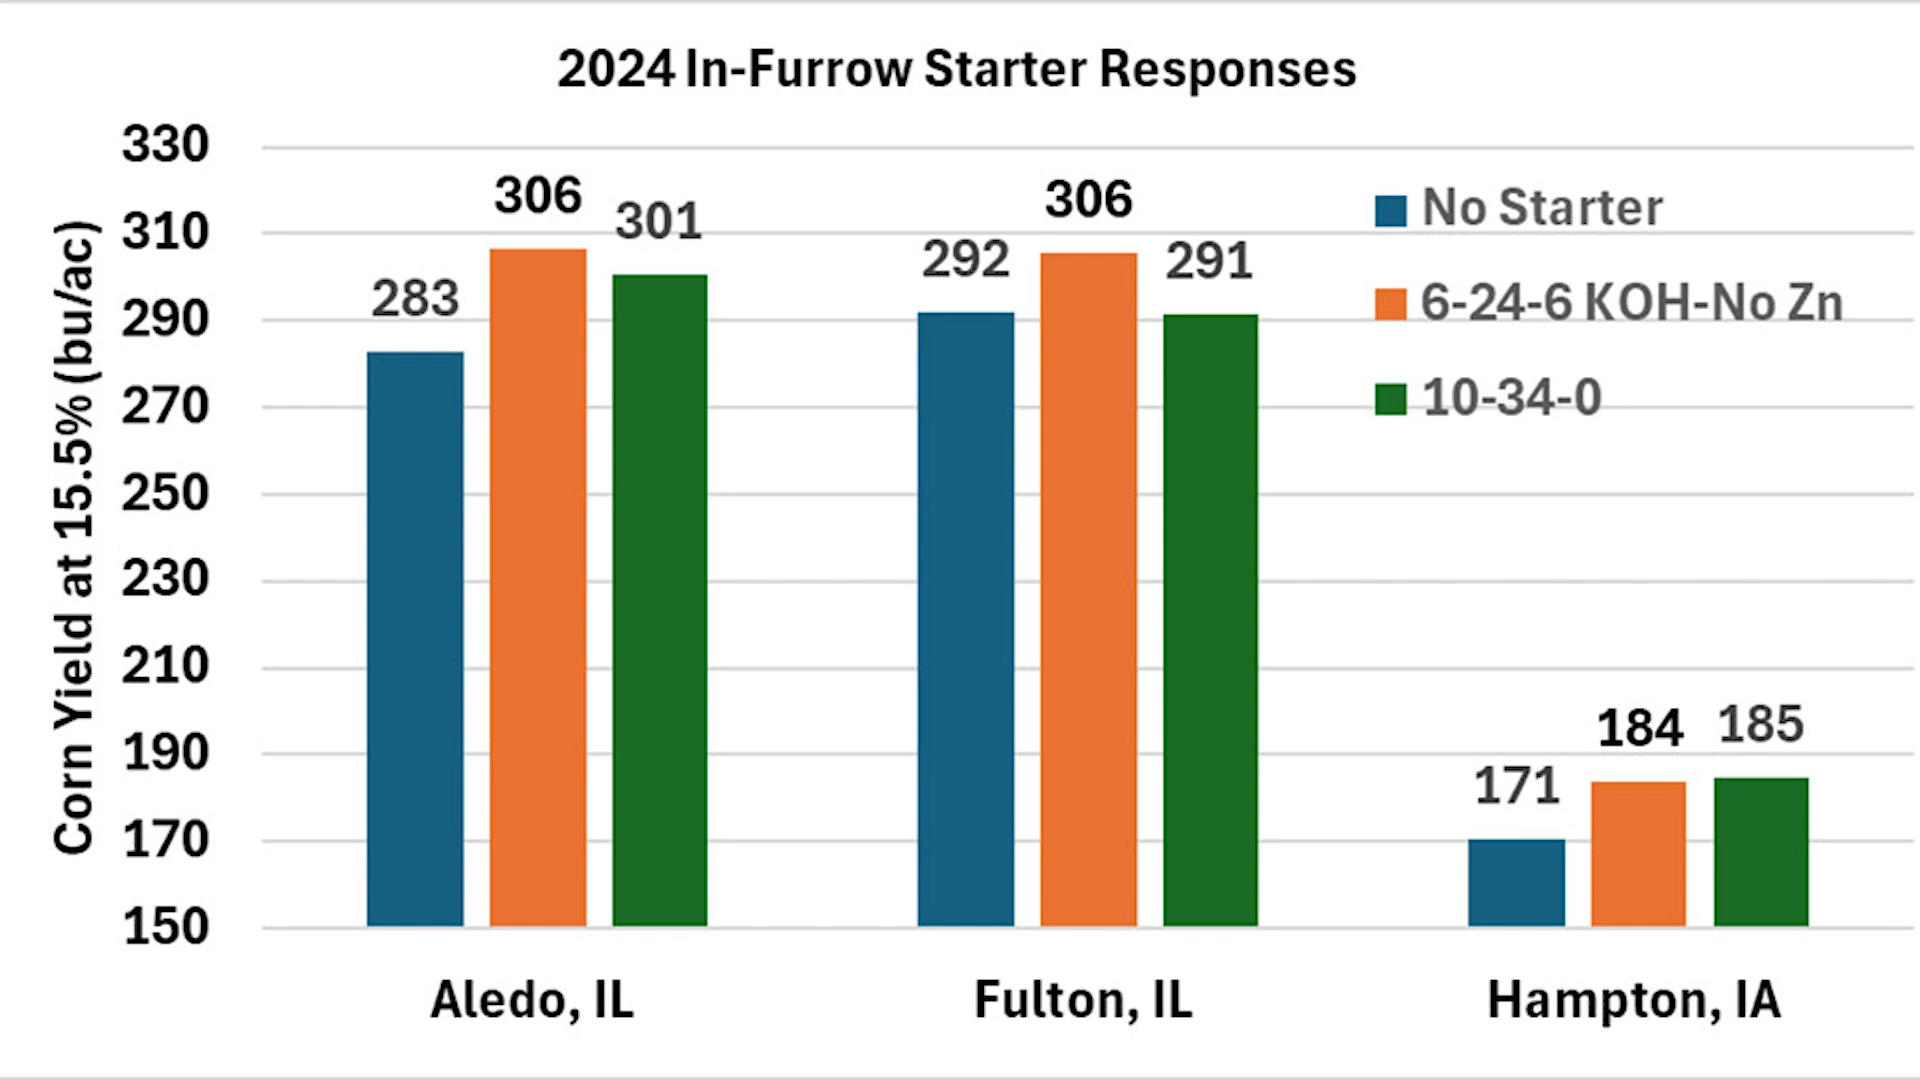 2024 In-Furrow Starter Responses
Corn Yield at 15.5% (bu/ac)
330
310
290
270
250
230
210
190
170
150
283
306
301
292
306
291
171
184
185
No Starter
6-24-6 KOH-No Zn
10-34-0
Aledo, IL
Fulton, IL
Hampton, IA